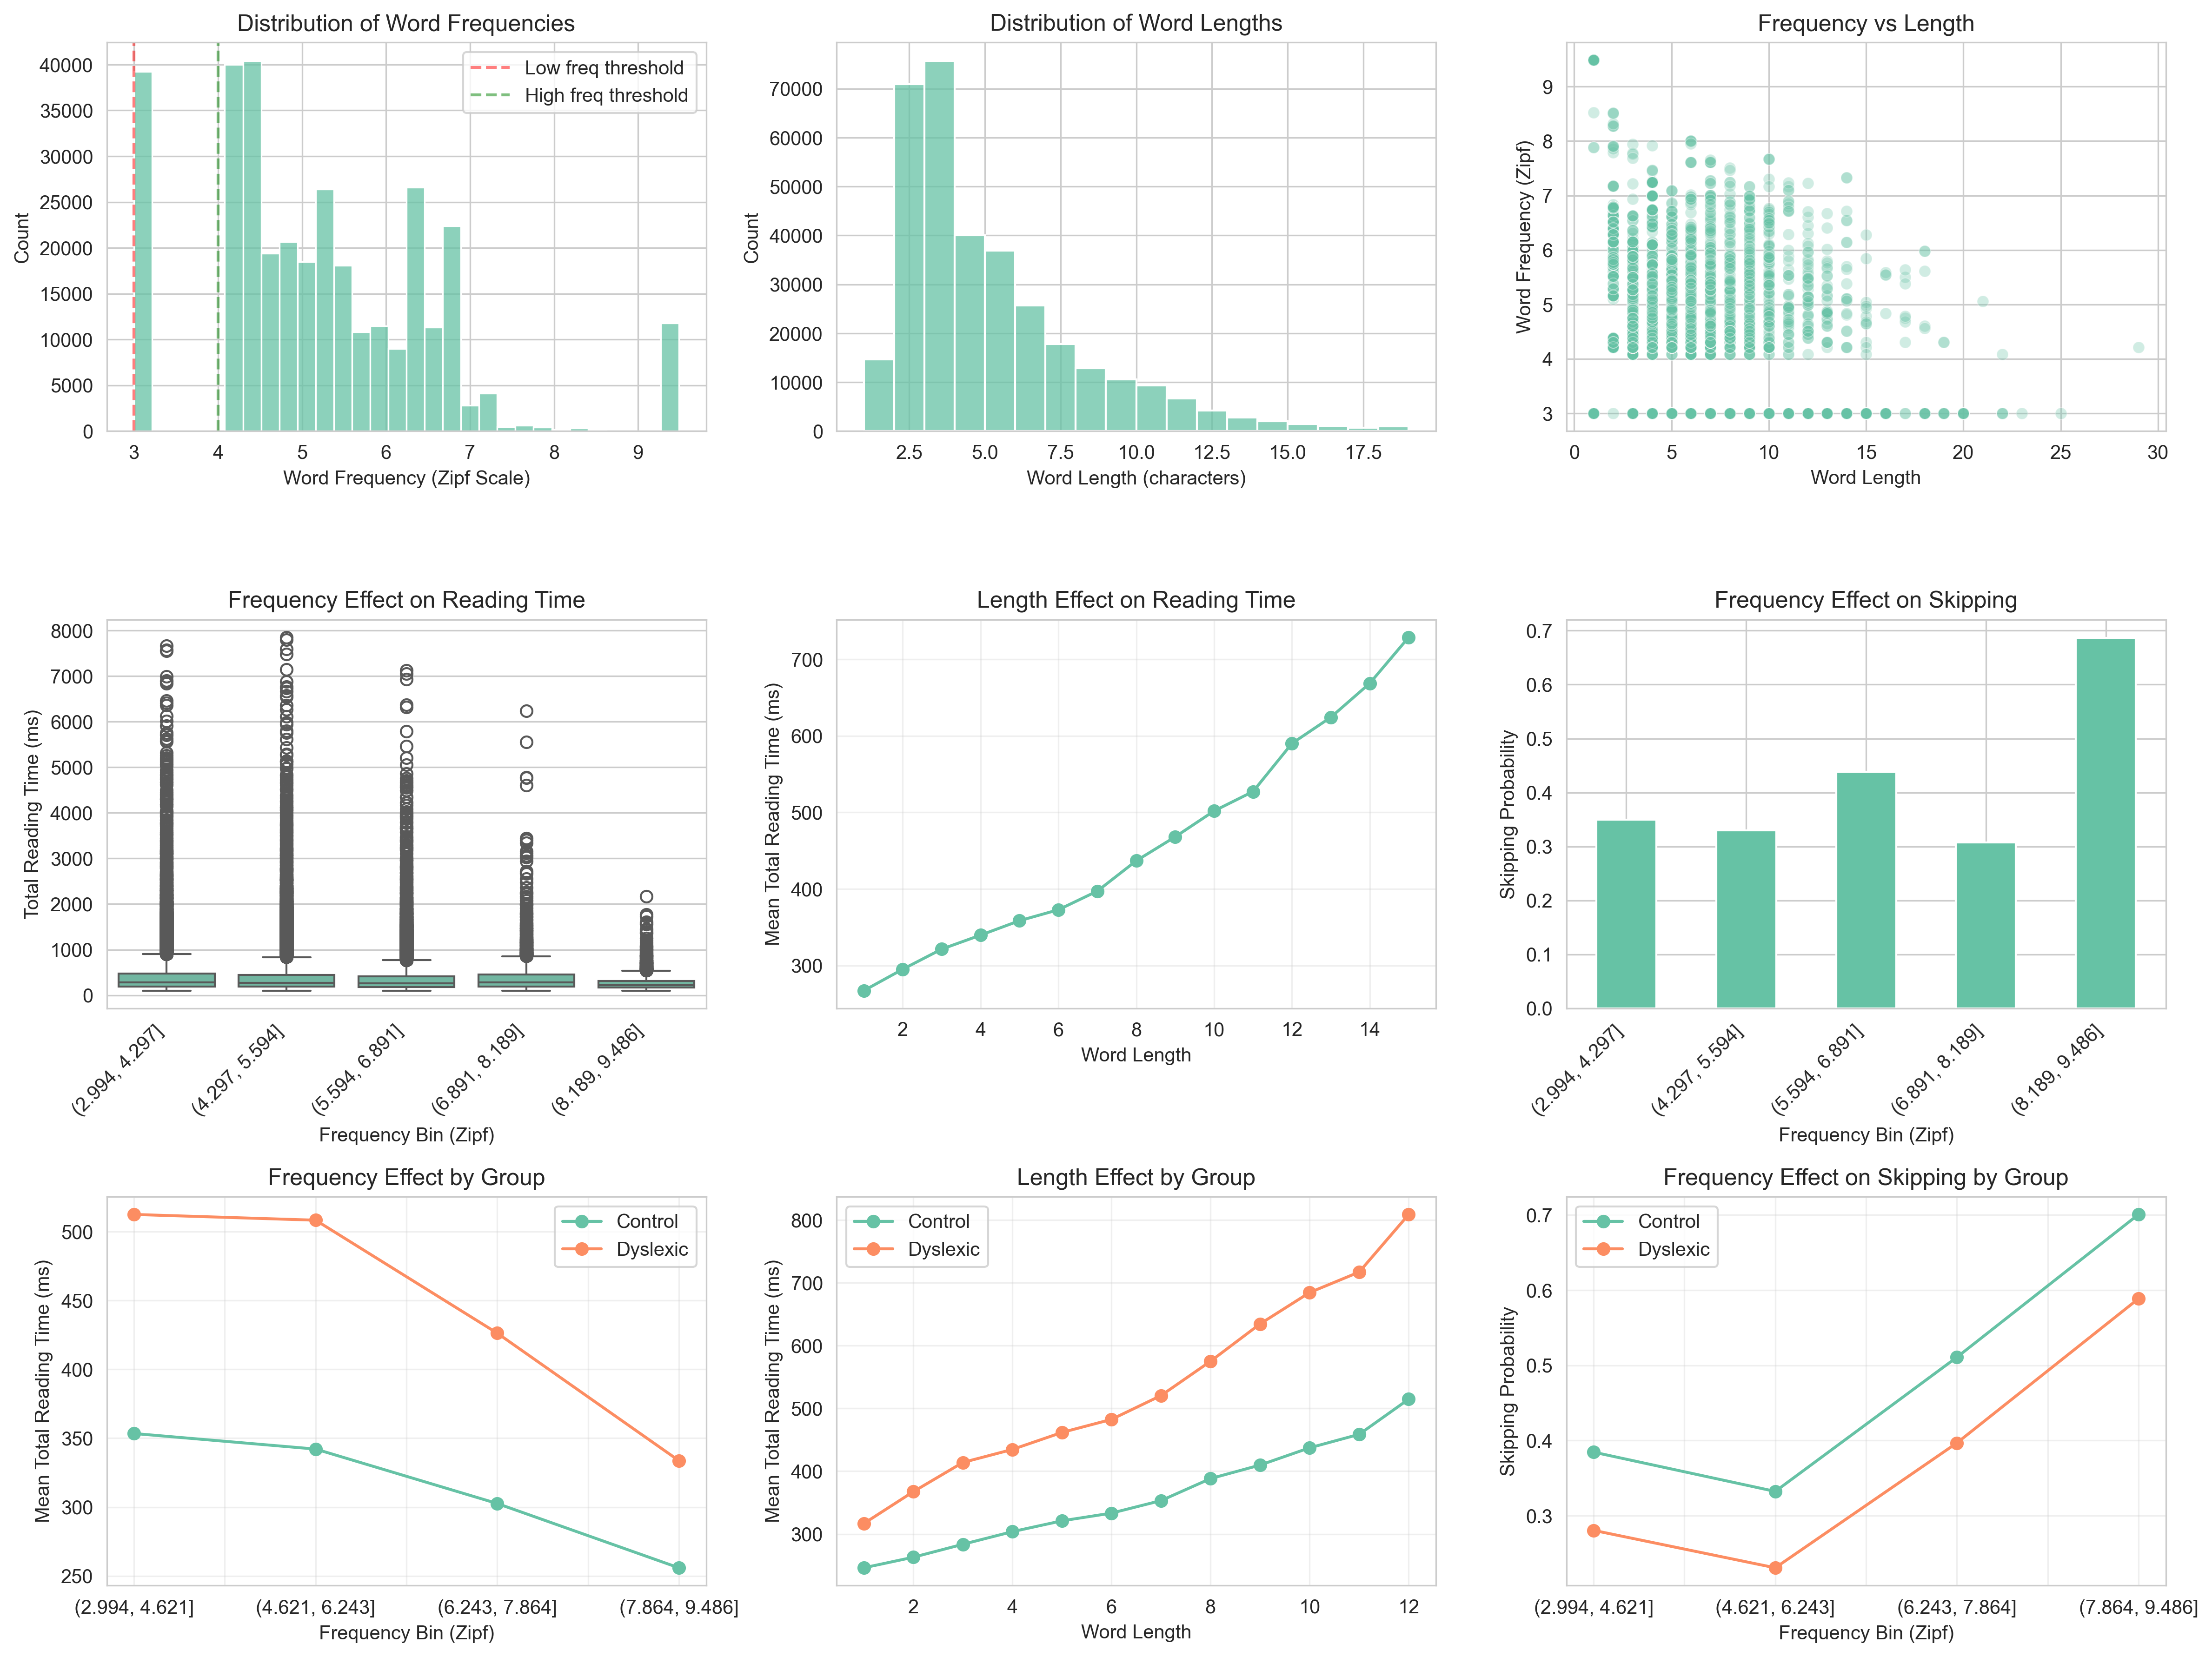 Distribution of Word Frequencies
40000
35000
30000
25000
20000
15000
10000
5000
0
Count
Low freq threshold
High freq threshold
3 4 5 6 7 8 9
Word Frequency (Zipf Scale)
Distribution of Word Lengths
70000
60000
50000
40000
30000
20000
10000
0
Count
2.5 5.0 7.5 10.0 12.5 15.0 17.5
Word Length (characters)
Frequency vs Length
9
8
7
6
5
4
3
Word Frequency (Zipf)
0 5 10 15 20 25 30
Word Length
Frequency Effect on Reading Time
8000
7000
6000
5000
4000
3000
2000
1000
0
Total Reading Time (ms)
(2.994, 4.297] (4.297, 5.594] (5.594, 6.891] (6.891, 8.189] (8.189, 9.486]
Frequency Bin (Zipf)
Length Effect on Reading Time
700
600
500
400
300
Mean Total Reading Time (ms)
2 4 6 8 10 12 14
Word Length
Frequency Effect on Skipping
0.7
0.6
0.5
0.4
0.3
0.2
0.1
0.0
Skipping Probability
(2.994, 4.297] (4.297, 5.594] (5.594, 6.891] (6.891, 8.189] (8.189, 9.486]
Frequency Bin (Zipf)
Frequency Effect by Group
500
450
400
350
300
250
Mean Total Reading Time (ms)
Control
Dyslexic
(2.994, 4.621] (4.621, 6.243] (6.243, 7.864] (7.864, 9.486]
Frequency Bin (Zipf)
Length Effect by Group
800
700
600
500
400
300
Mean Total Reading Time (ms)
Control
Dyslexic
2 4 6 8 10 12
Word Length
Frequency Effect on Skipping by Group
0.7
0.6
0.5
0.4
0.3
Skipping Probability
Control
Dyslexic
(2.994, 4.621] (4.621, 6.243] (6.243, 7.864] (7.864, 9.486]
Frequency Bin (Zipf)